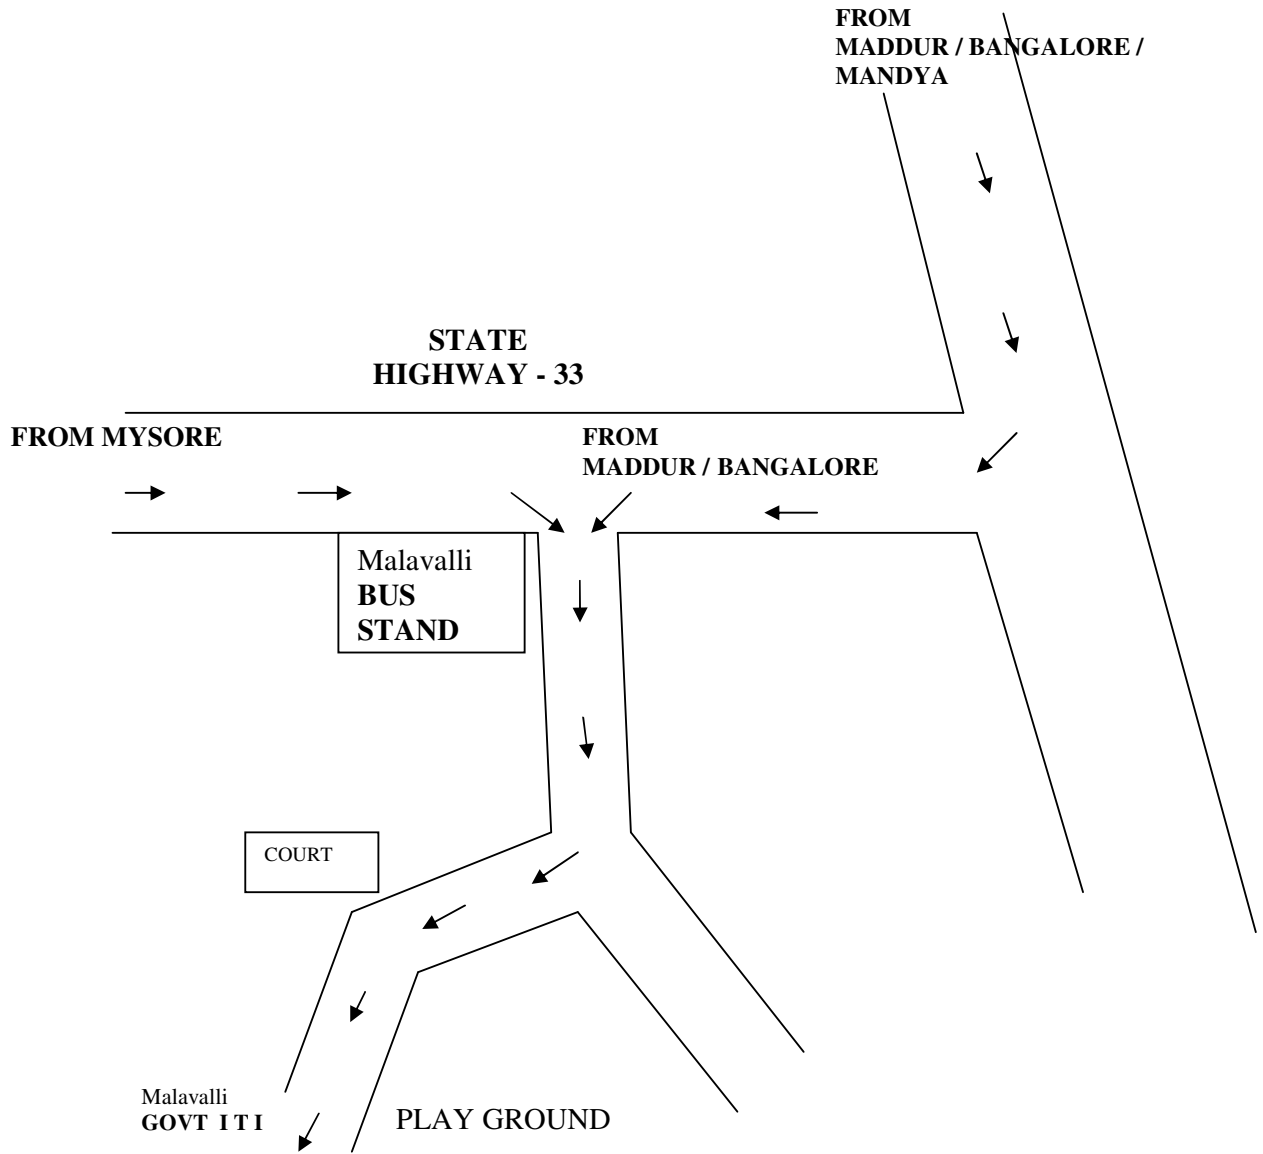 FROM
MADDUR / BANGALORE /
MANDYA
STATE
HIGHWAY - 33
FROM MYSORE
FROM
MADDUR / BANGALORE
Malavalli
BUS
STAND
COURT
Malavalli
GOVT I T I
PLAY GROUND